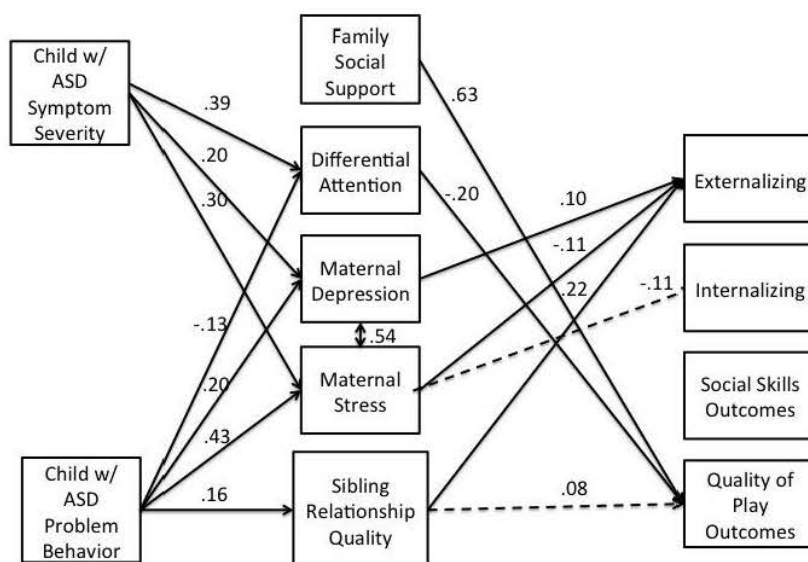 Child w/
ASD
Symptom
Severity
Family
Social
Support
.39
.63
Differential
Attention
.20
.30
-.20
Externalizing
.10
-.11
Maternal
Depression
.22
-.11
Internalizing
-.13
.54
.20
Maternal
Stress
Social Skills
Outcomes
.43
Child w/
ASD
Problem
Behavior
.16
Sibling
Relationship
Quality
.08
Quality of
Play
Outcomes